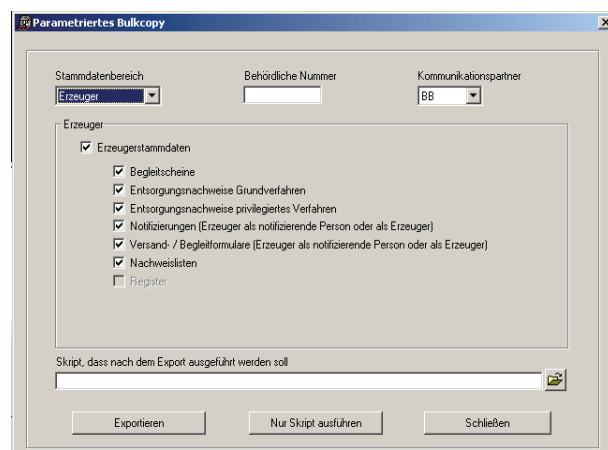 Parametriertes Bulkcopy
Stammdatenbereich Behördliche Nummer Kommunikationspartner
Erzeuger BB
Erzeuger
Erzeugerstammdaten
Begleitscheine
Entsorgungsnachweise Grundverfahren
Entsorgungsnachweise privilegiertes Verfahren
Notifizierungen (Erzeuger als notifizierende Person oder als Erzeuger)
Versand- / Begleitformulare (Erzeuger als notifizierende Person oder als Erzeuger)
Nachweislisten
Register
Skript, dass nach dem Export ausgeführt werden soll
Exportieren Nur Skript ausführen Schließen